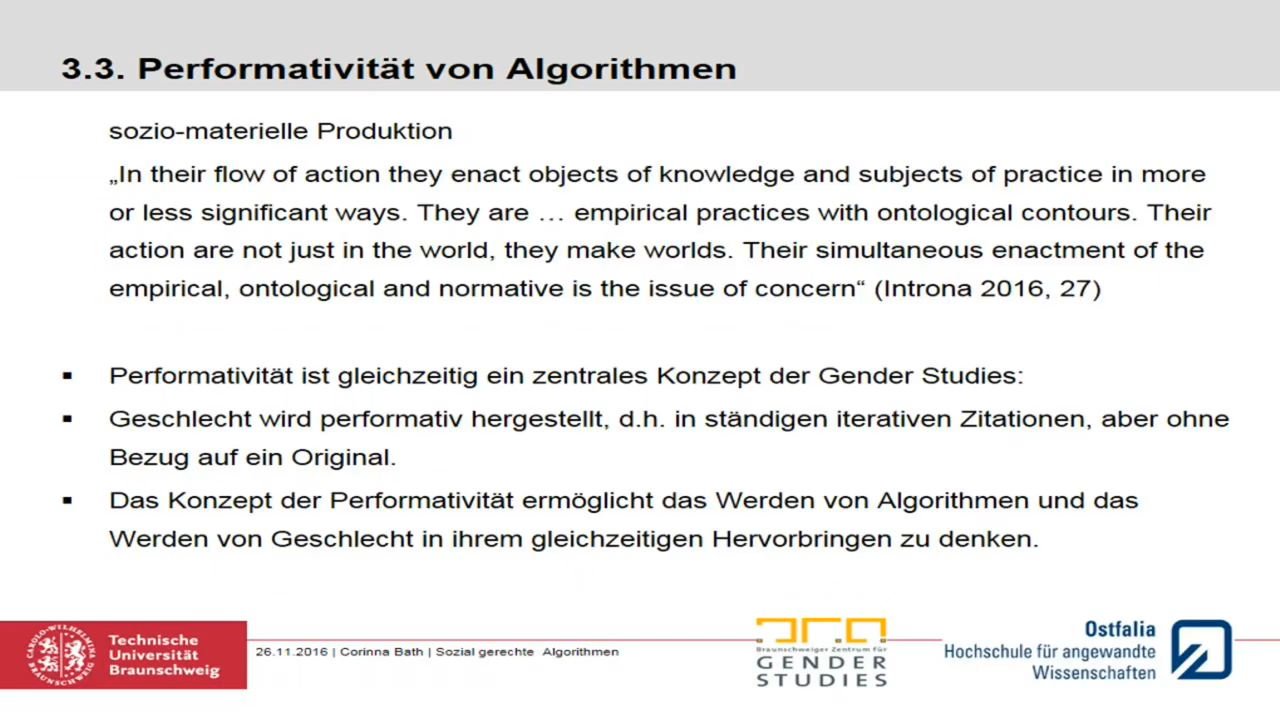 3.3. Performativität von Algorithmen
sozio-materielle Produktion
„In their flow of action they enact objects of knowledge and subjects of practice in more
or less significant ways. They are … empirical practices with ontological contours. Their
action are not just in the world, they make worlds. Their simultaneous enactment of the
empirical, ontological and normative is the issue of concern“ (Introna 2016, 27)
▪ Performativität ist gleichzeitig ein zentrales Konzept der Gender Studies:
▪ Geschlecht wird performativ hergestellt, d.h. in ständigen iterativen Zitationen, aber ohne
Bezug auf ein Original.
▪ Das Konzept der Performativität ermöglicht das Werden von Algorithmen und das
Werden von Geschlecht in ihrem gleichzeitigen Hervorbringen zu denken.
Technische
Universität
Braunschweig
26.11.2016 | Corinna Bath | Sozial gerechte Algorithmen
Braunschweiger Zentrum für
GENDER
STUDIES
Ostfalia
Hochschule für angewandte
Wissenschaften